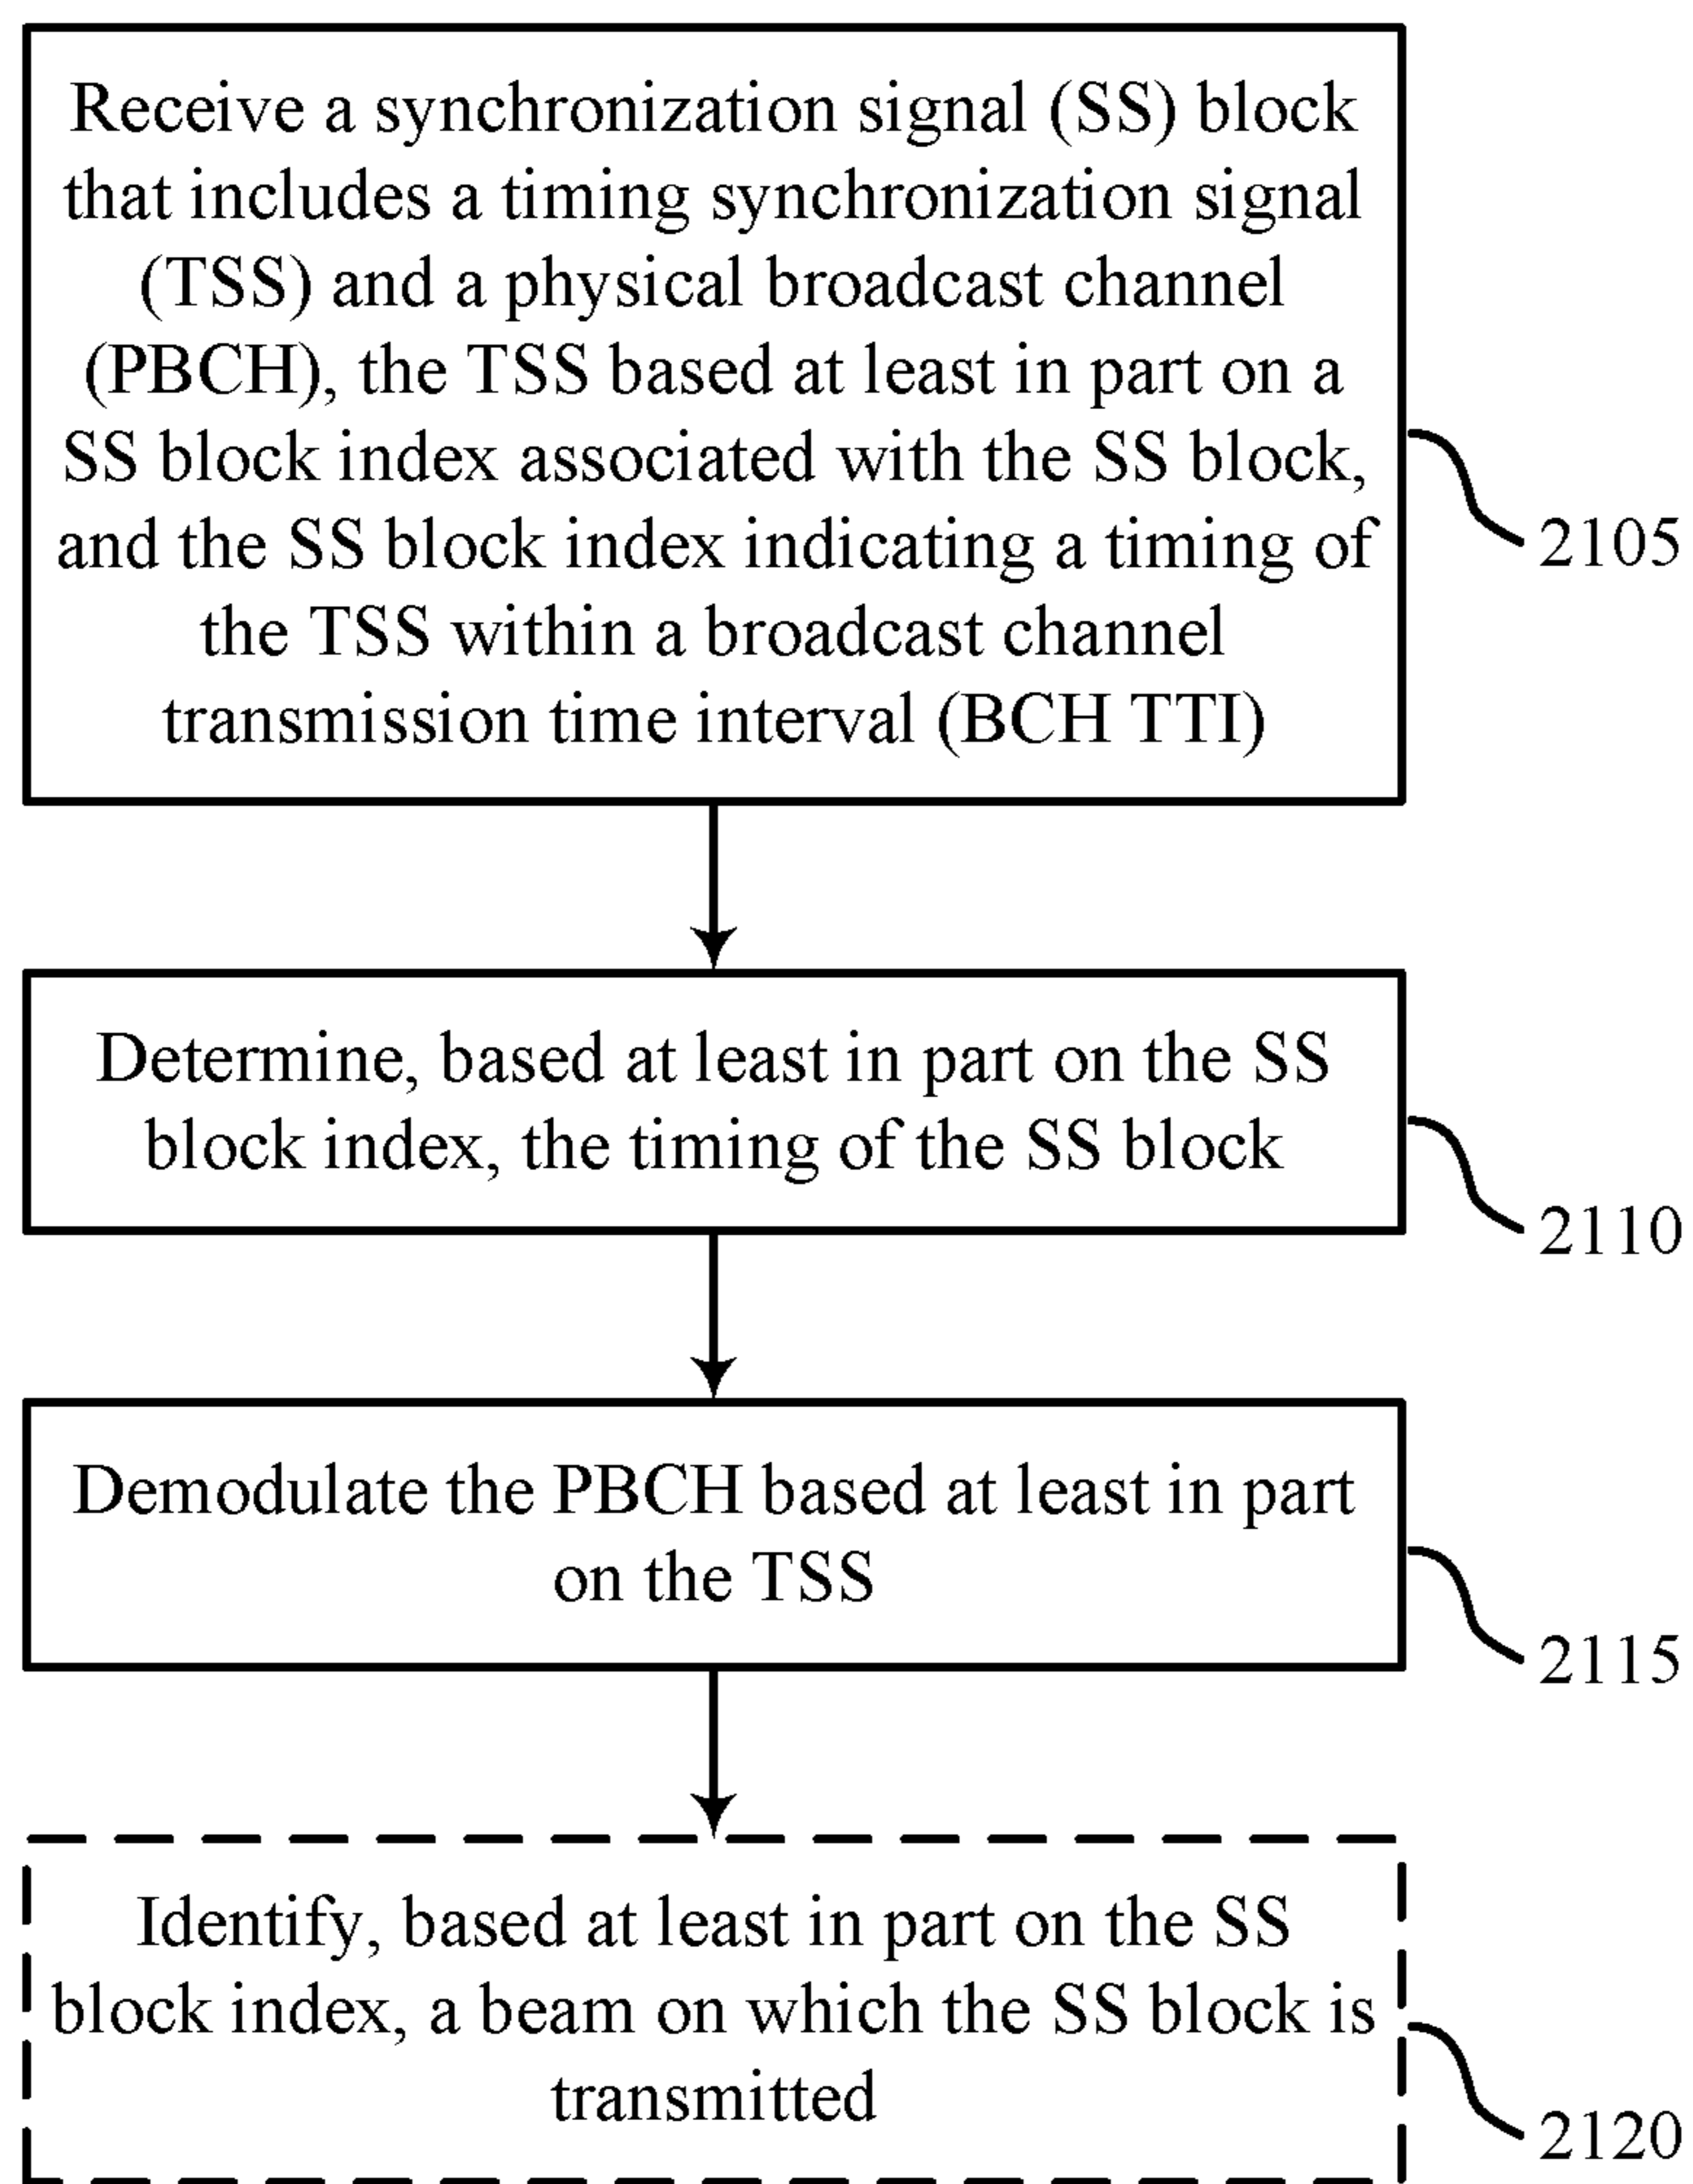 Receive a synchronization signal (SS) block
that includes a timing synchronization signal
(TSS) and a physical broadcast channel
(PBCH), the TSS based at least in part on a
SS block index associated with the SS block,
and the SS block index indicating a timing of
the TSS within a broadcast channel
transmission time interval (BCH TTI)
2105
Determine, based at least in part on the SS
block index, the timing of the SS block
2110
Demodulate the PBCH based at least in part
on the TSS
2115
Identify, based at least in part on the SS
block index, a beam on which the SS block is
transmitted
2120